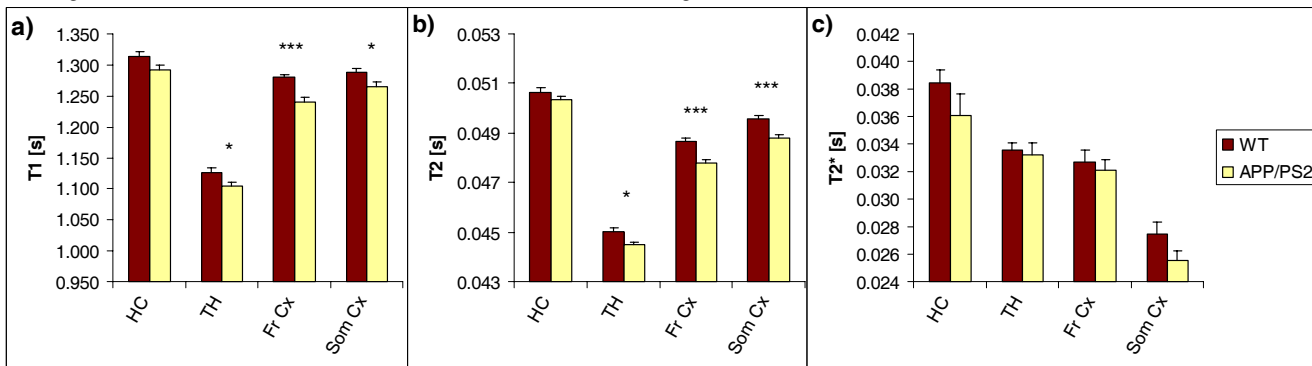 a)
T1 [s]
1.350
1.300
1.250
1.200
1.150
1.100
1.050
1.000
0.950
***
*
*
HC
TH
Fr Cx
Som Cx
b)
T2 [s]
0.053
0.051
0.049
0.047
0.045
0.043
***
***
*
HC
TH
Fr Cx
Som Cx
c)
T2* [s]
0.042
0.040
0.038
0.036
0.034
0.032
0.030
0.028
0.026
0.024
HC
TH
Fr Cx
Som Cx
WT
APP/PS2